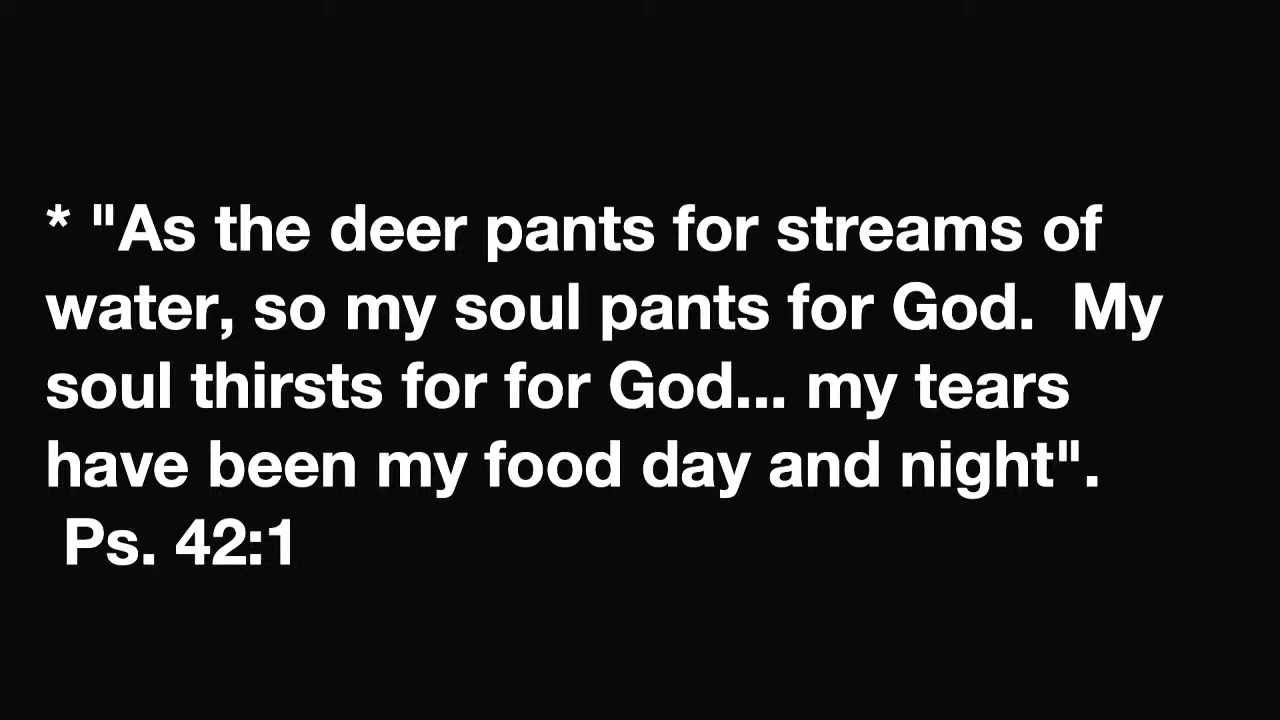 * "As the deer pants for streams of
water, so my soul pants for God.  My
soul thirsts for for God... my tears
have been my food day and night".
Ps. 42:1